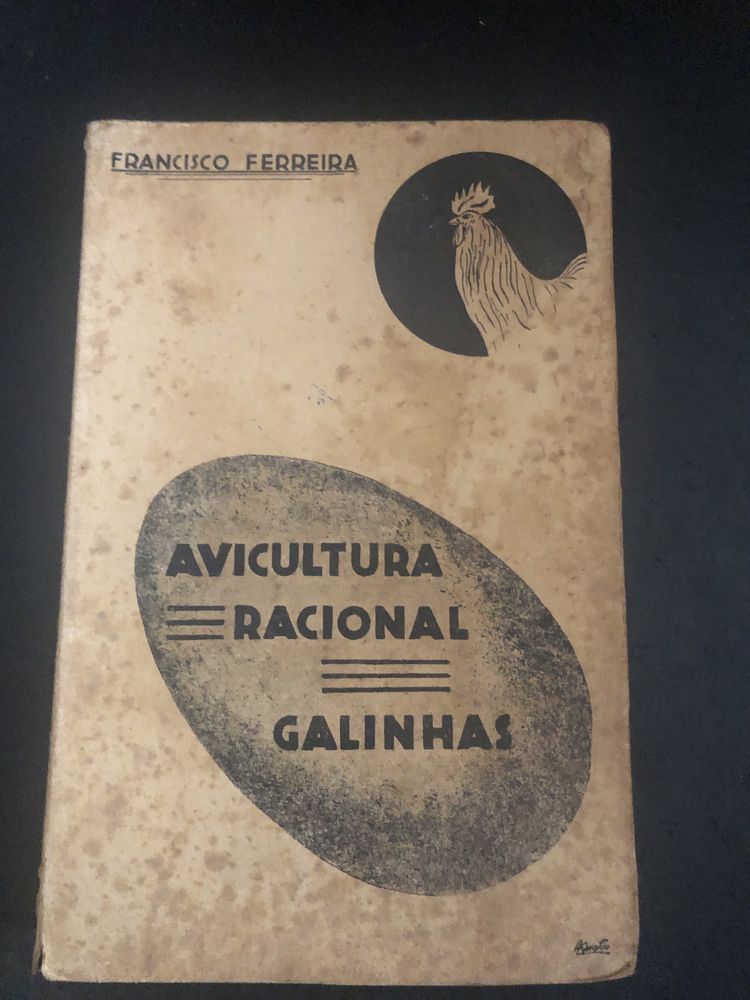 FRANCISCO FERREIRA
AVICULTURA
RACIONAL
GALINHAS